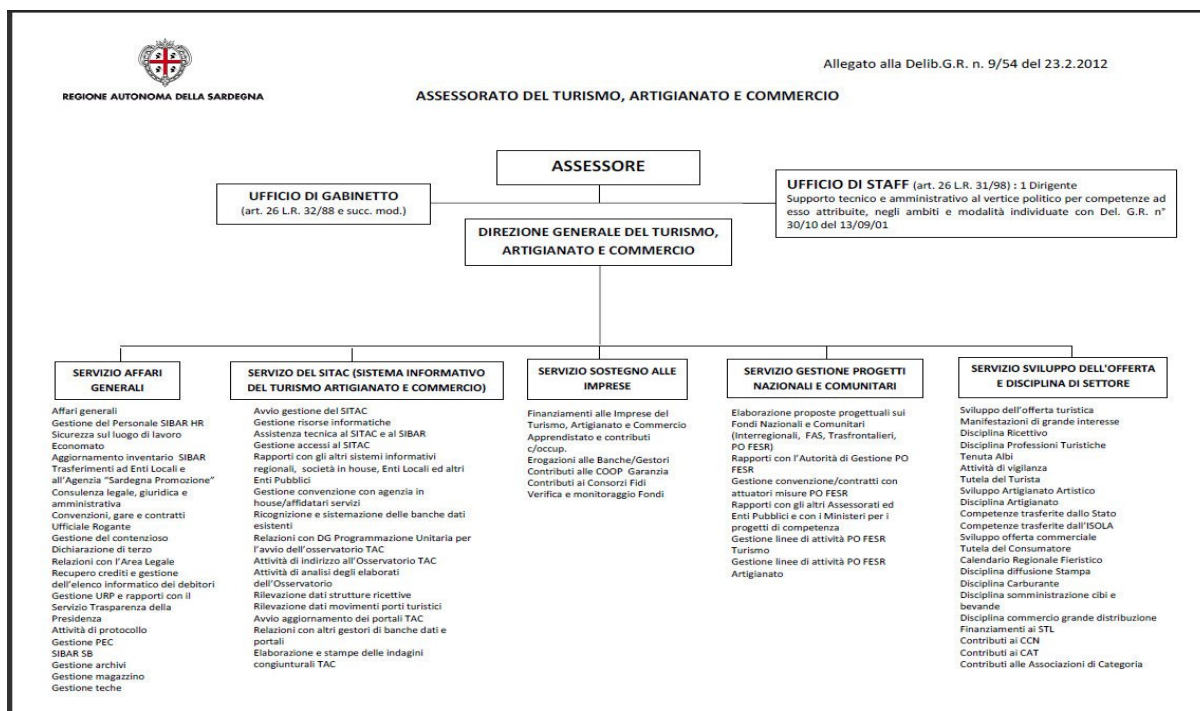 Allegato alla Delib.G.R. n. 9/54 del 23.2.2012
REGIONE AUTONOMA DELLA SARDEGNA
ASSESSORATO DEL TURISMO, ARTIGIANATO E COMMERCIO
ASSESSORE
UFFICIO DI GABINETTO
(art. 26 L.R. 32/88 e succ. mod.)
UFFICIO DI STAFF (art. 26 L.R. 31/98) : 1 Dirigente
Supporto tecnico e amministrativo al vertice politico per competenze ad
esso attribuite, negli ambiti e modalità individuate con Del. G.R. n°
30/10 del 13/09/01
DIREZIONE GENERALE DEL TURISMO,
ARTIGIANATO E COMMERCIO
SERVIZIO AFFARI
GENERALI
Affari generali
Gestione del Personale SIBAR HR
Sicurezza sul luogo di lavoro
Economato
Aggiornamento inventario SIBAR
Trasferimenti ad Enti Locali e
all'Agenzia "Sardegna Promozione"
Consulenza legale, giuridica e
amministrativa
Convenzioni, gare e contratti
Ufficiale Rogante
Gestione del contenzioso
Dichiarazione di terzo
Relazioni con l'Area Legale
Recupero crediti e gestione
dell'elenco informatico dei debitori
Gestione URP e rapporti con il
Servizio Trasparenza della
Presidenza
Attività di protocollo
Gestione PEC
SIBAR SB
Gestione archivi
Gestione magazzino
Gestione teche
SERVIZO DEL SITAC (SISTEMA INFORMATIVO
DEL TURISMO ARTIGIANATO E COMMERCIO)
Avvio gestione del SITAC
Gestione risorse informatiche
Assistenza tecnica al SITAC e al SIBAR
Gestione accessi al SITAC
Rapporti con gli altri sistemi informativi
regionali, società in house, Enti Locali ed altri
Enti Pubblici
Gestione convenzione con agenzia in
house/affidatari servizi
Ricognizione e sistemazione delle banche dati
esistenti
Relazioni con DG Programmazione Unitaria per
l'avvio dell'osservatorio TAC
Attività di indirizzo all'Osservatorio TAC
Attività di analisi degli elaborati
dell'Osservatorio
Rilevazione dati strutture ricettive
Rilevazione dati movimenti porti turistici
Avvio aggiornamento dei portali TAC
Relazioni con altri gestori di banche dati e
portali
Elaborazione e stampe delle indagini
congiunturali TAC
SERVIZIO SOSTEGNO ALLE
IMPRESE
Finanziamenti alle Imprese del
Turismo, Artigianato e Commercio
Apprendistato e contributi
c/occup.
Erogazioni alle Banche/Gestori
Contributi alle COOP Garanzia
Contributi ai Consorzi Fidi
Verifica e monitoraggio Fondi
SERVIZIO GESTIONE PROGETTI
NAZIONALI E COMUNITARI
Elaborazione proposte progettuali sui
Fondi Nazionali e Comunitari
(Interregionali, FAS, Trasfrontalieri,
PO FESR)
Rapporti con l'Autorità di Gestione PO
FESR
Gestione convenzione/contratti con
attuatori misure PO FESR
Rapporti con gli altri Assessorati ed
Enti Pubblici e con i Ministeri per i
progetti di competenza
Gestione linee di attività PO FESR
Turismo
Gestione linee di attività PO FESR
Artigianato
SERVIZIO SVILUPPO DELL'OFFERTA
E DISCIPLINA DI SETTORE
Sviluppo dell'offerta turistica
Manifestazioni di grande interesse
Disciplina Ricettivo
Disciplina Professioni Turistiche
Tenuta Albi
Attività di vigilanza
Tutela del Turista
Sviluppo Artigianato Artistico
Disciplina Artigianato
Competenze trasferite dallo Stato
Competenze trasferite dall'ISOLA
Sviluppo offerta commerciale
Tutela del Consumatore
Calendario Regionale Fieristico
Disciplina diffusione Stampa
Disciplina Carburante
Disciplina somministrazione cibi e
bevande
Disciplina commercio grande distribuzione
Finanziamenti ai STL
Contributi ai CCN
Contributi ai CAT
Contributi alle Associazioni di Categoria